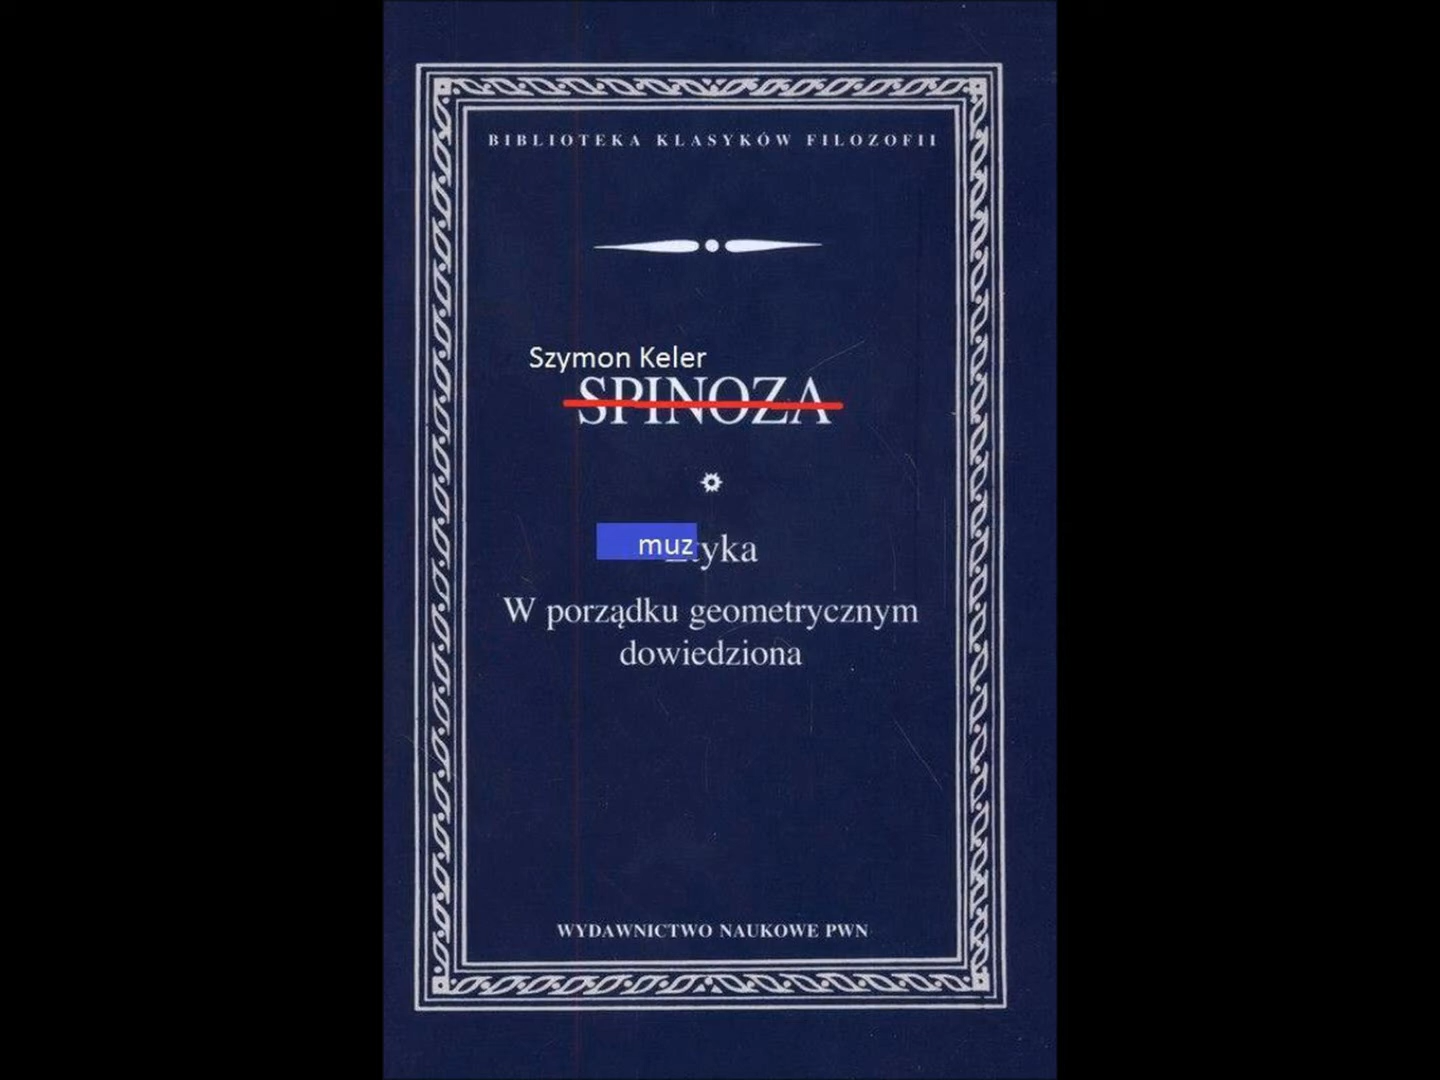 BIBLIOTEKA KLASYKÓW FILOZOFII
Szymon Keler
SPINOZA
muzyka
W porządku geometrycznym
dowiedziona
WYDAWNICTWO NAUKOWE PWN